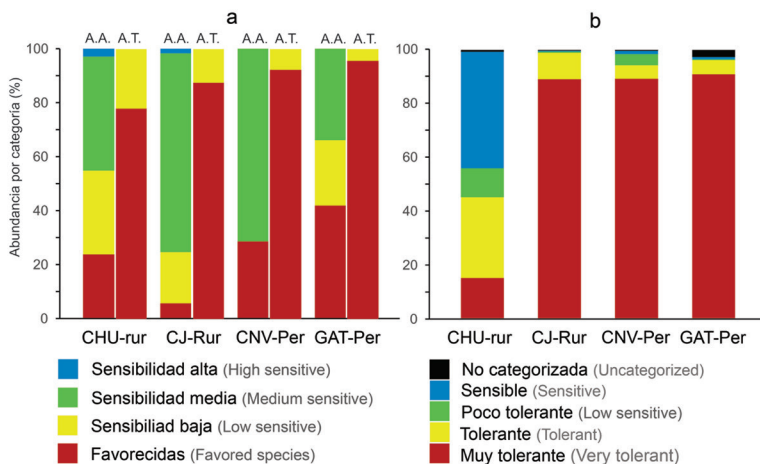 a
b
A.A. A.T. A.A. A.T. A.A. A.T. A.A. A.T.
Abundancia por categoría (%)
100
80
60
40
20
0
CHU-rur CJ-Rur CNV-Per GAT-Per
Sensibilidad alta (High sensitive)
Sensibilidad media (Medium sensitive)
Sensibiliad baja (Low sensitive)
Favorecidas (Favored species)
100
80
60
40
20
0
CHU-rur CJ-Rur CNV-Per GAT-Per
No categorizada (Uncategorized)
Sensible (Sensitive)
Poco tolerante (Low sensitive)
Tolerante (Tolerant)
Muy tolerante (Very tolerant)